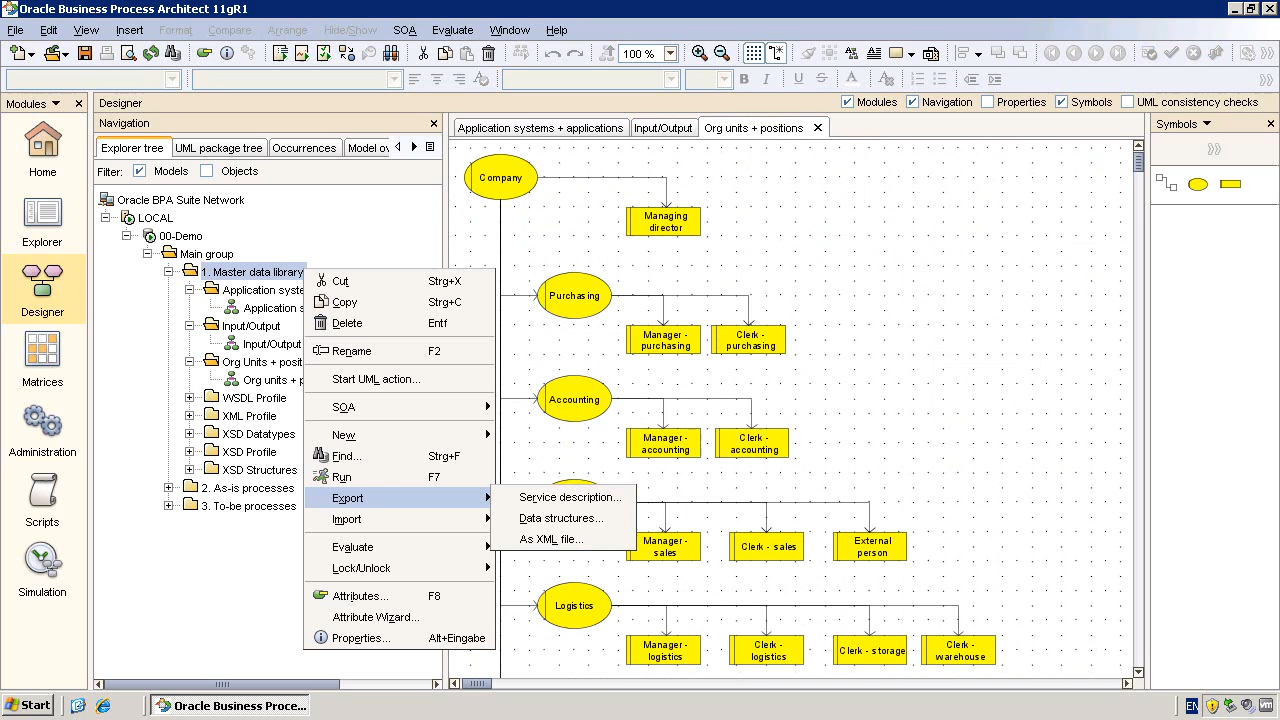 Oracle Business Process Architect 11gR1
File Edit View Insert Format Compare Arrange Hide/Show SOA Evaluate Window Help
100 %
B I U S A
Modules
Designer
Modules Navigation Properties Symbols UML consistency checks
Navigation
Symbols
Explorer tree UML package tree Occurrences Model ov
Application systems + applications Input/Output Org units + positions
Filter: Models Objects
Home
Explorer
Designer
Matrices
Administration
Scripts
Simulation
Oracle BPA Suite Network
LOCAL
00-Demo
Main group
1. Master data library
Application syste
Application s
Input/Output
Input/Output
Org Units + posit
Org units + p
WSDL Profile
XML Profile
XSD Datatypes
XSD Profile
XSD Structures
2. As-is processes
3. To-be processes
Cut Strg+X
Copy Strg+C
Delete Entf
Rename F2
Start UML action...
SOA
New
Find... Strg+F
Run F7
Export
Import
Evaluate
Lock/Unlock
Attributes... F8
Attribute Wizard...
Properties... Alt+Eingabe
Service description...
Data structures...
As XML file...
Company
Managing
director
Purchasing
Manager -
purchasing
Clerk -
purchasing
Accounting
Manager -
accounting
Clerk -
accounting
Manager -
sales
Clerk - sales
External
person
Logistics
Manager -
logistics
Clerk -
logistics
Clerk - storage
Clerk -
warehouse
Start
Oracle Business Proce...
EN